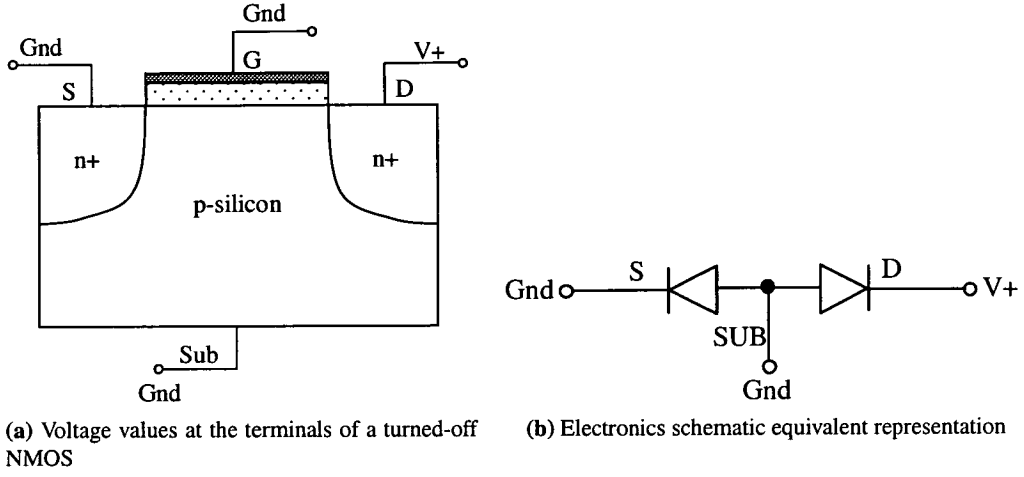 Gnd
Gnd
G
V+
S
D
n+
n+
p-silicon
Sub
Gnd
S
D
Gnd
V+
SUB
Gnd
(a) Voltage values at the terminals of a turned-off
NMOS
(b) Electronics schematic equivalent representation